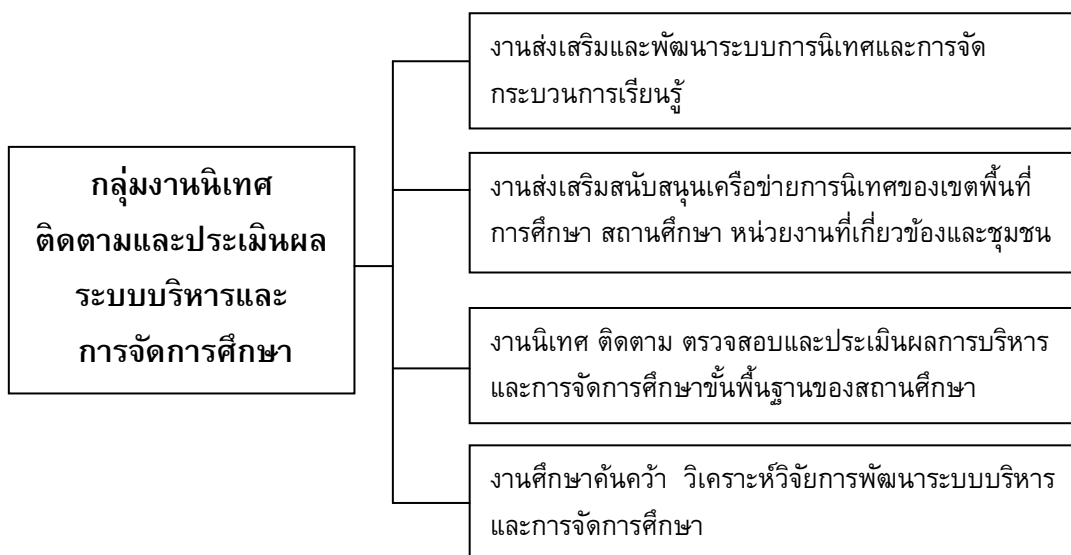 กลุ่มงานนิเทศ
ติดตามและประเมินผล
ระบบบริหารและ
การจัดการศึกษา
งานส่งเสริมและพัฒนาระบบการนิเทศและการจัด
กระบวนการเรียนรู้
งานส่งเสริมสนับสนุนเครือข่ายการนิเทศของเขตพื้นที่
การศึกษา สถานศึกษา หน่วยงานที่เกี่ยวข้องและชุมชน
งานนิเทศ ติดตาม ตรวจสอบและประเมินผลการบริหาร
และการจัดการศึกษาขั้นพื้นฐานของสถานศึกษา
งานศึกษาค้นคว้า วิเคราะห์วิจัยการพัฒนาระบบบริหาร
และการจัดการศึกษา